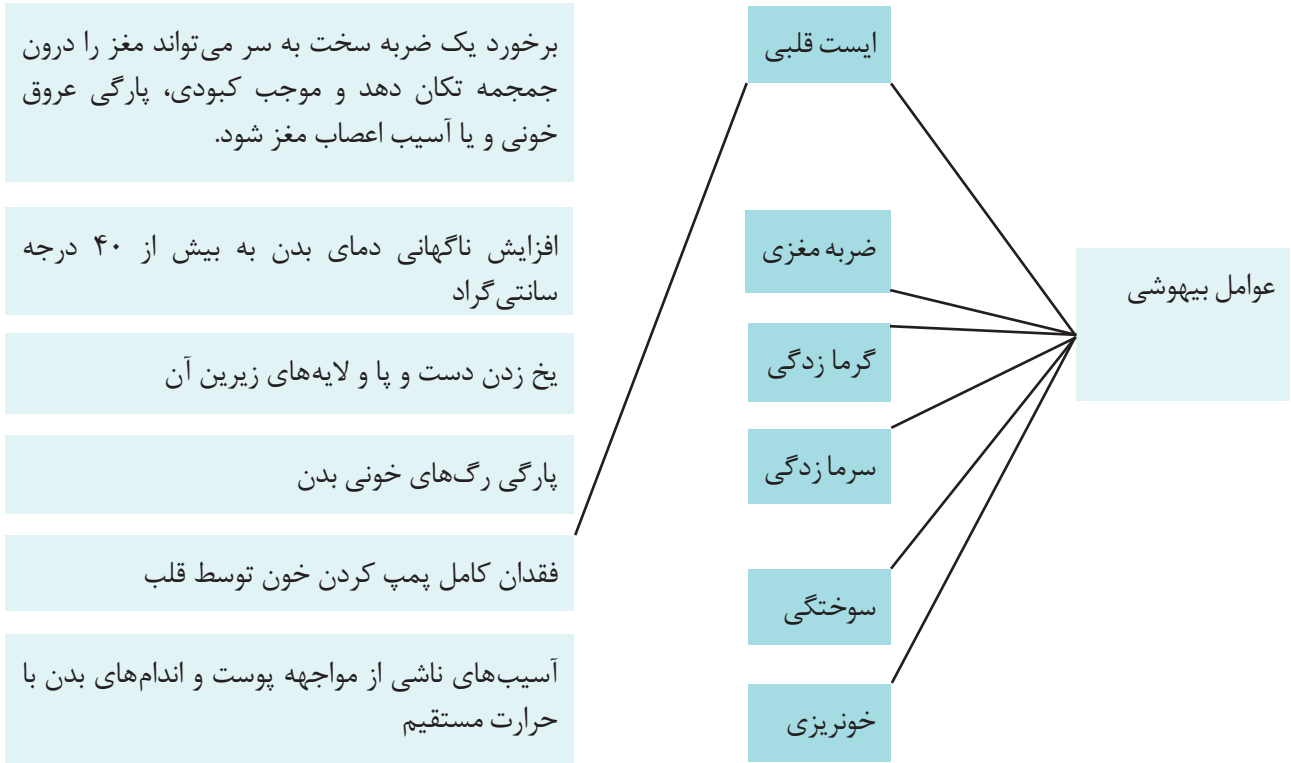 عوامل بیهوشی
ایست قلبی
ضربه مغزی
گرما زدگی
سرما زدگی
سوختگی
خونریزی
برخورد یک ضربه سخت به سر می‌تواند مغز را درون
جمجمه تکان دهد و موجب کبودی، پارگی عروق
خونی و یا آسیب اعصاب مغز شود.
افزایش ناگهانی دمای بدن به بیش از ۴۰ درجه
سانتی‌گراد
یخ زدن دست و پا و لایه‌های زیرین آن
پارگی رگ‌های خونی بدن
فقدان کامل پمپ کردن خون توسط قلب
آسیب‌های ناشی از مواجهه پوست و اندام‌های بدن با
حرارت مستقیم